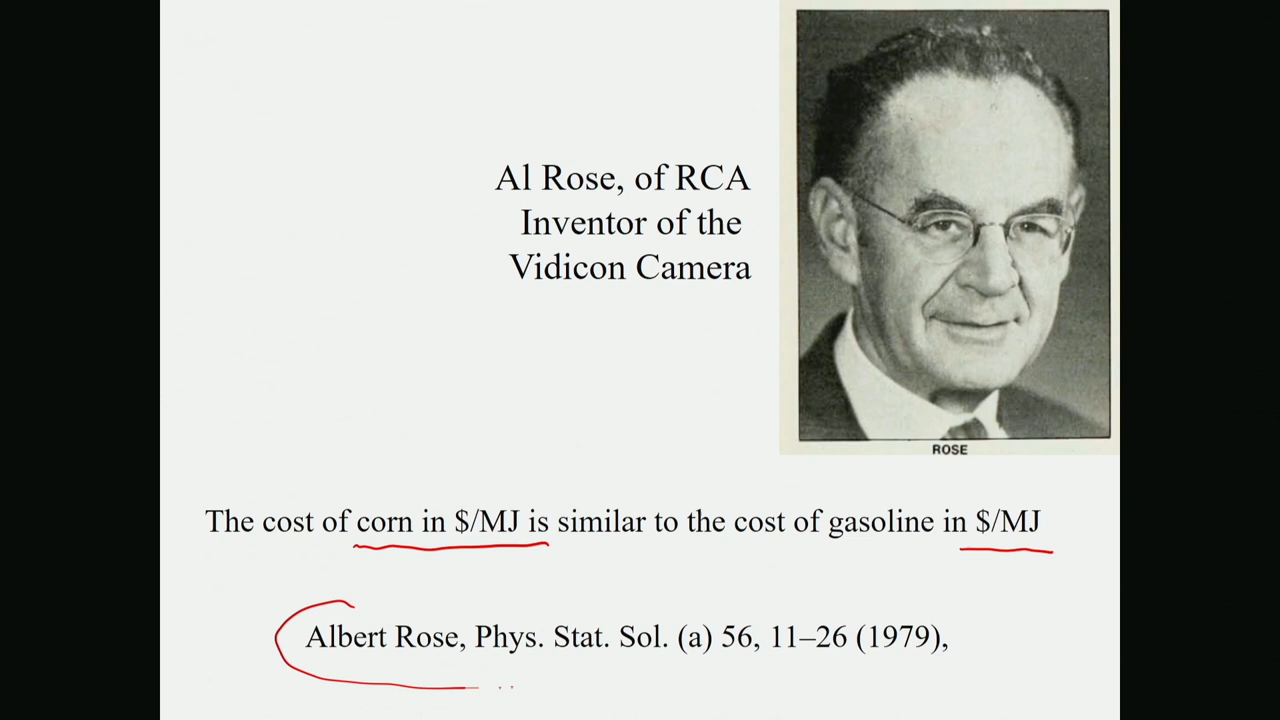 Al Rose, of RCA
Inventor of the
Vidicon Camera
ROSE
The cost of corn in $/MJ is similar to the cost of gasoline in $/MJ
Albert Rose, Phys. Stat. Sol. (a) 56, 11–26 (1979),